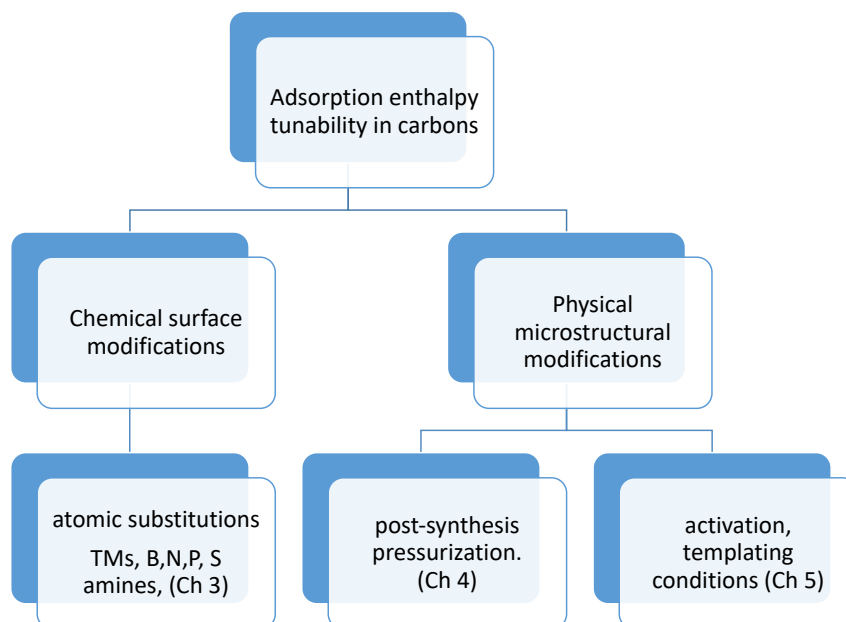 Adsorption enthalpy
tunability in carbons
Chemical surface
modifications
Physical
microstructural
modifications
atomic substitutions
TMs, B,N,P, S
amines, (Ch 3)
post-synthesis
pressurization.
(Ch 4)
activation,
templating
conditions (Ch 5)